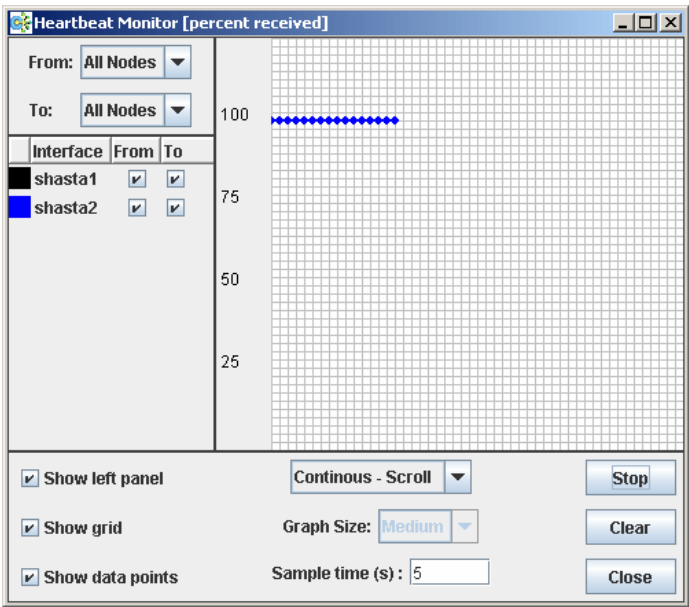 Heartbeat Monitor [percent received]
From: All Nodes
To: All Nodes
Interface From To
shasta1
shasta2
100
75
50
25
Show left panel
Continous - Scroll
Stop
Show grid
Graph Size: Medium
Clear
Show data points
Sample time (s) : 5
Close